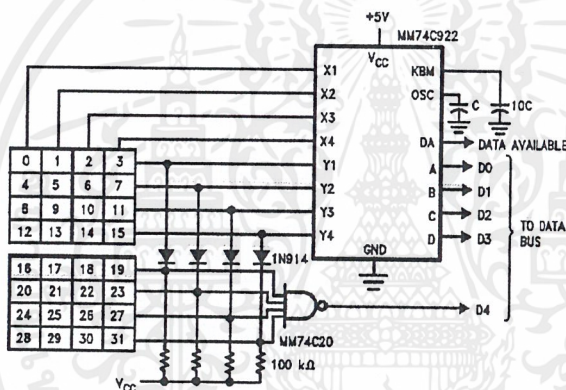 +5V
MM74C922
VCC
X1
X2
X3
X4
Y1
Y2
Y3
Y4
KBM
OSC
C
10C
DA
DATA AVAILABLE
A
D0
B
D1
C
D2
D
D3
TO DATA
BUS
GND
0 1 2 3
4 5 6 7
8 9 10 11
12 13 14 15
1N914
16 17 18 19
20 21 22 23
24 25 26 27
28 29 30 31
D4
MM74C20
100 kΩ
VCC